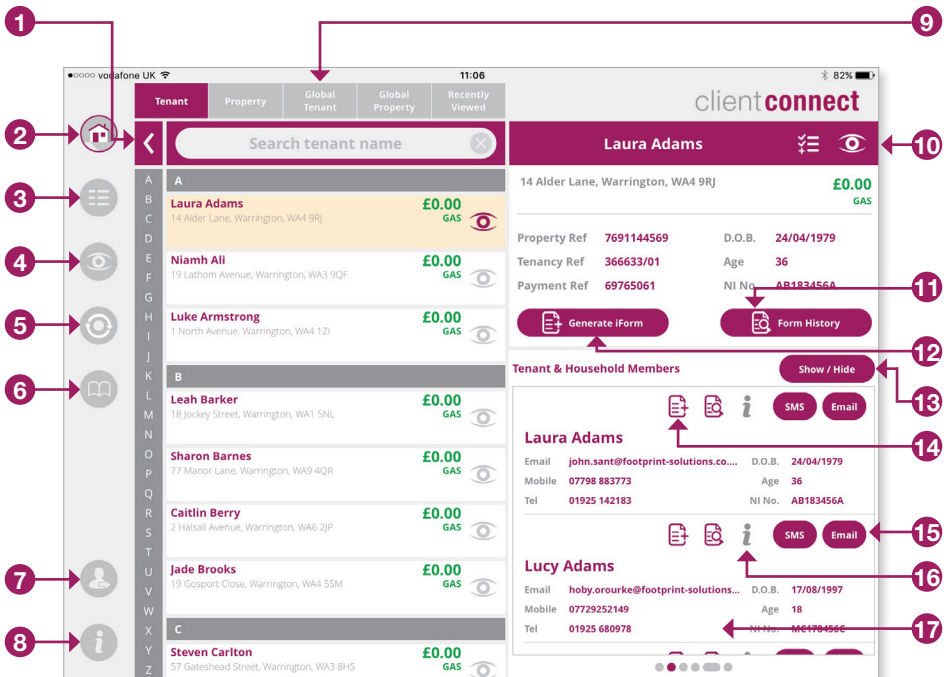 1
9
vodafone UK
11:06
82%
Tenant
Property
Global Tenant
Global Property
Recently Viewed
clientconnect
2
Search tenant name
Laura Adams
10
3
4
5
6
7
8
A
B
C
D
E
F
G
H
I
J
K
L
M
N
O
P
Q
R
S
T
U
V
W
X
Y
Z
A
Laura Adams £0.00
14 Alder Lane, Warrington, WA4 9RJ GAS
Niamh Ali £0.00
19 Lathom Avenue, Warrington, WA3 9QF GAS
Luke Armstrong £0.00
1 North Avenue, Warrington, WA4 1ZI GAS
B
Leah Barker £0.00
18 Jockey Street, Warrington, WA1 5NL GAS
Sharon Barnes £0.00
77 Manor Lane, Warrington, WA9 4QR GAS
Caitlin Berry £0.00
2 Halsall Avenue, Warrington, WA6 2JP GAS
Jade Brooks £0.00
19 Gosport Close, Warrington, WA4 5SM GAS
C
Steven Carlton £0.00
57 Gateshead Street, Warrington, WA3 8HS GAS
14 Alder Lane, Warrington, WA4 9RJ £0.00
GAS
Property Ref 7691144569 D.O.B. 24/04/1979
Tenancy Ref 366633/01 Age 36
Payment Ref 69765061 NI No. AB183456A
11
Generate iForm Form History
12
Tenant & Household Members Show / Hide
13
SMS Email
14
Laura Adams
Email john.sant@footprint-solutions.co.... D.O.B. 24/04/1979
Mobile 07798 883773 Age 36
Tel 01925 142183 NI No. AB183456A
SMS Email
15
16
Lucy Adams
Email hoby.orourke@footprint-solutions... D.O.B. 17/08/1997
Mobile 07729252149 Age 18
Tel 01925 680978 NI No. MC178456C
17
SMS Email